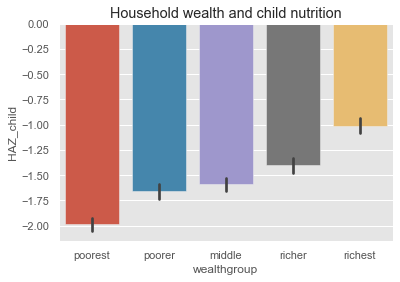 Household wealth and child nutrition
0.00
−0.25
−0.50
−0.75
−1.00
−1.25
−1.50
−1.75
−2.00
HAZ_child
poorest poorer middle richer richest
wealthgroup